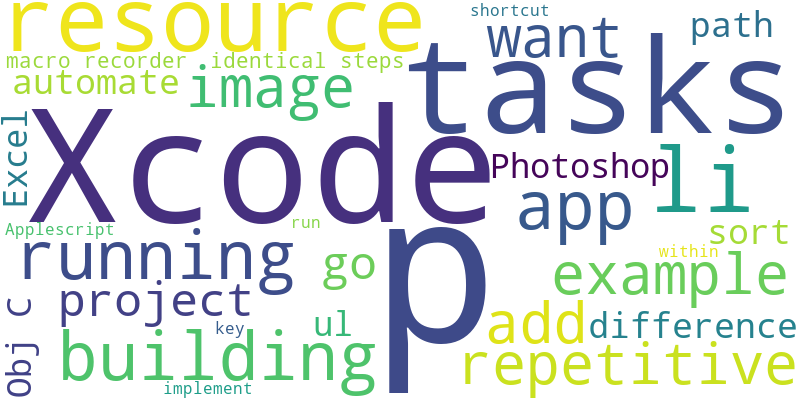 resource
shortcut
want
path
macro recorder
identical steps
automate
image
tasks
Excel
Xcode
Photoshop
li
app
Applescript
run
sort
running
go
within
example
project
p
Obj c
key
ul
add
difference
building
repetitive
implement